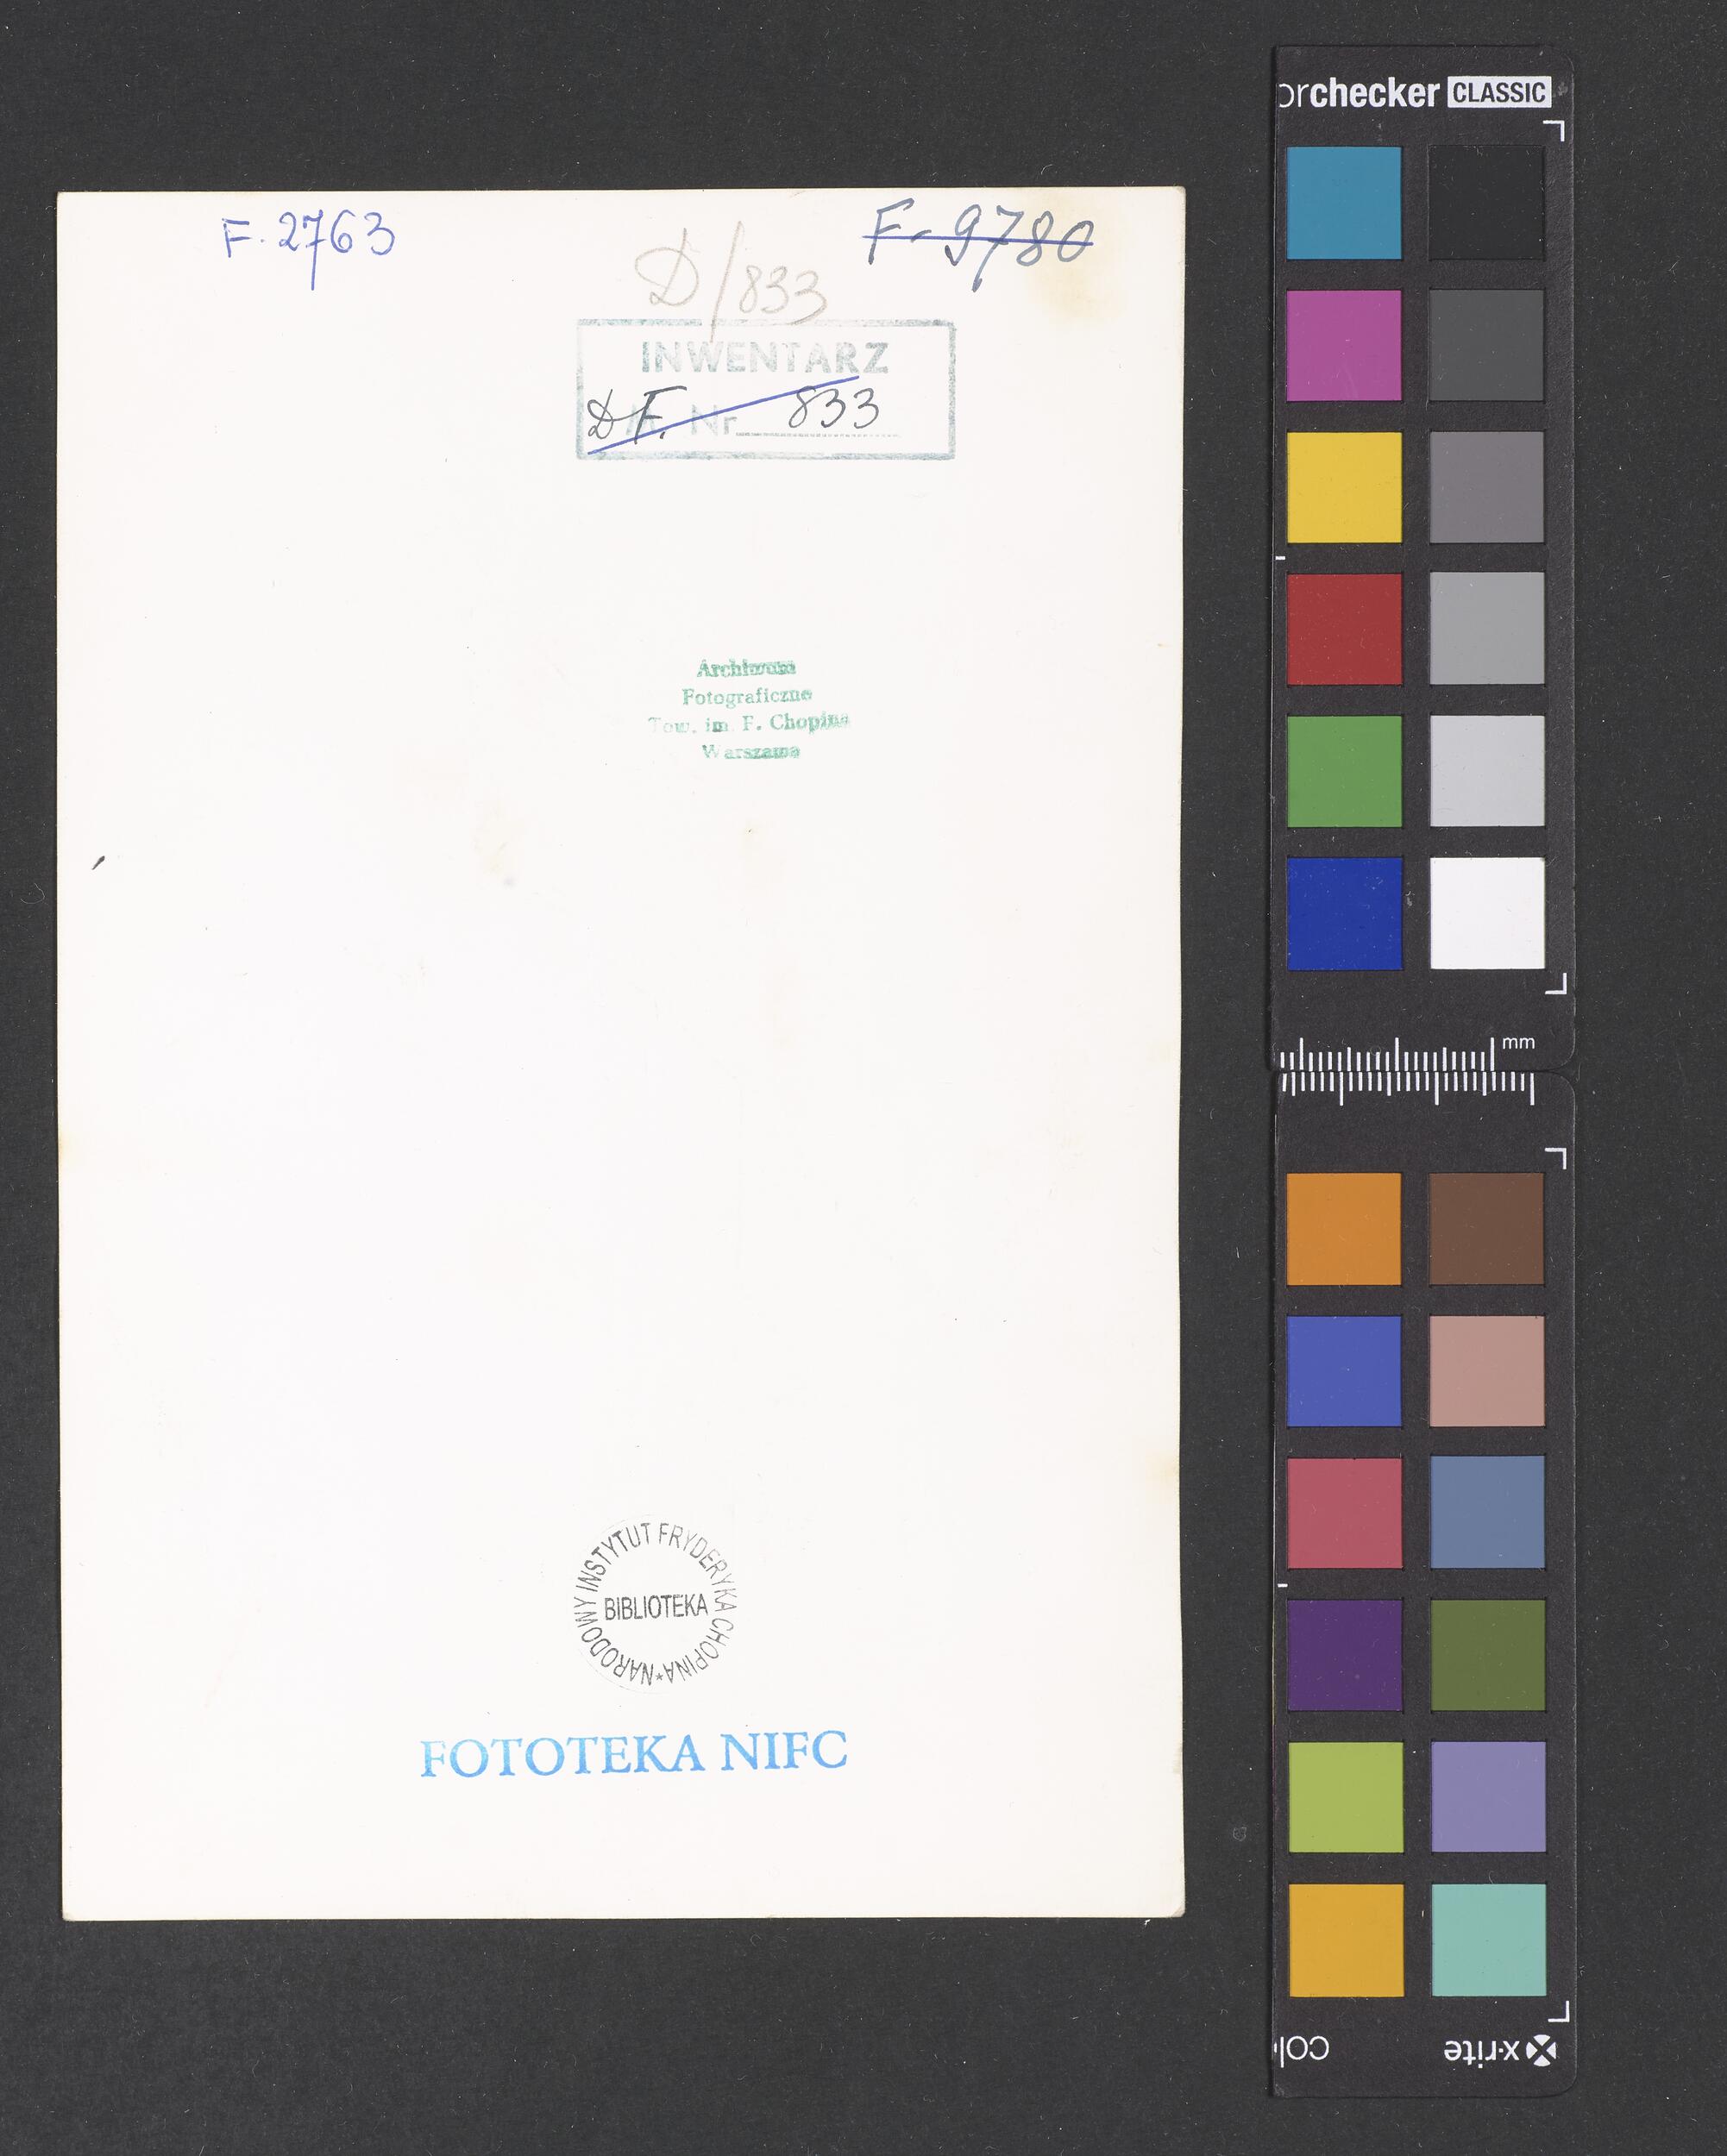 orchecker CLASSIC
F. 2763
F. 9780
D/833
INWENTARZ
D F. Nr 833
Archiwum
Fotograficzne
Tow. im. F. Chopina
Warszawa
mm
NARODOWY INSTYTUT FRYDERYKA CHOPINA
BIBLIOTEKA
FOTOTEKA NIFC
x-rite
col